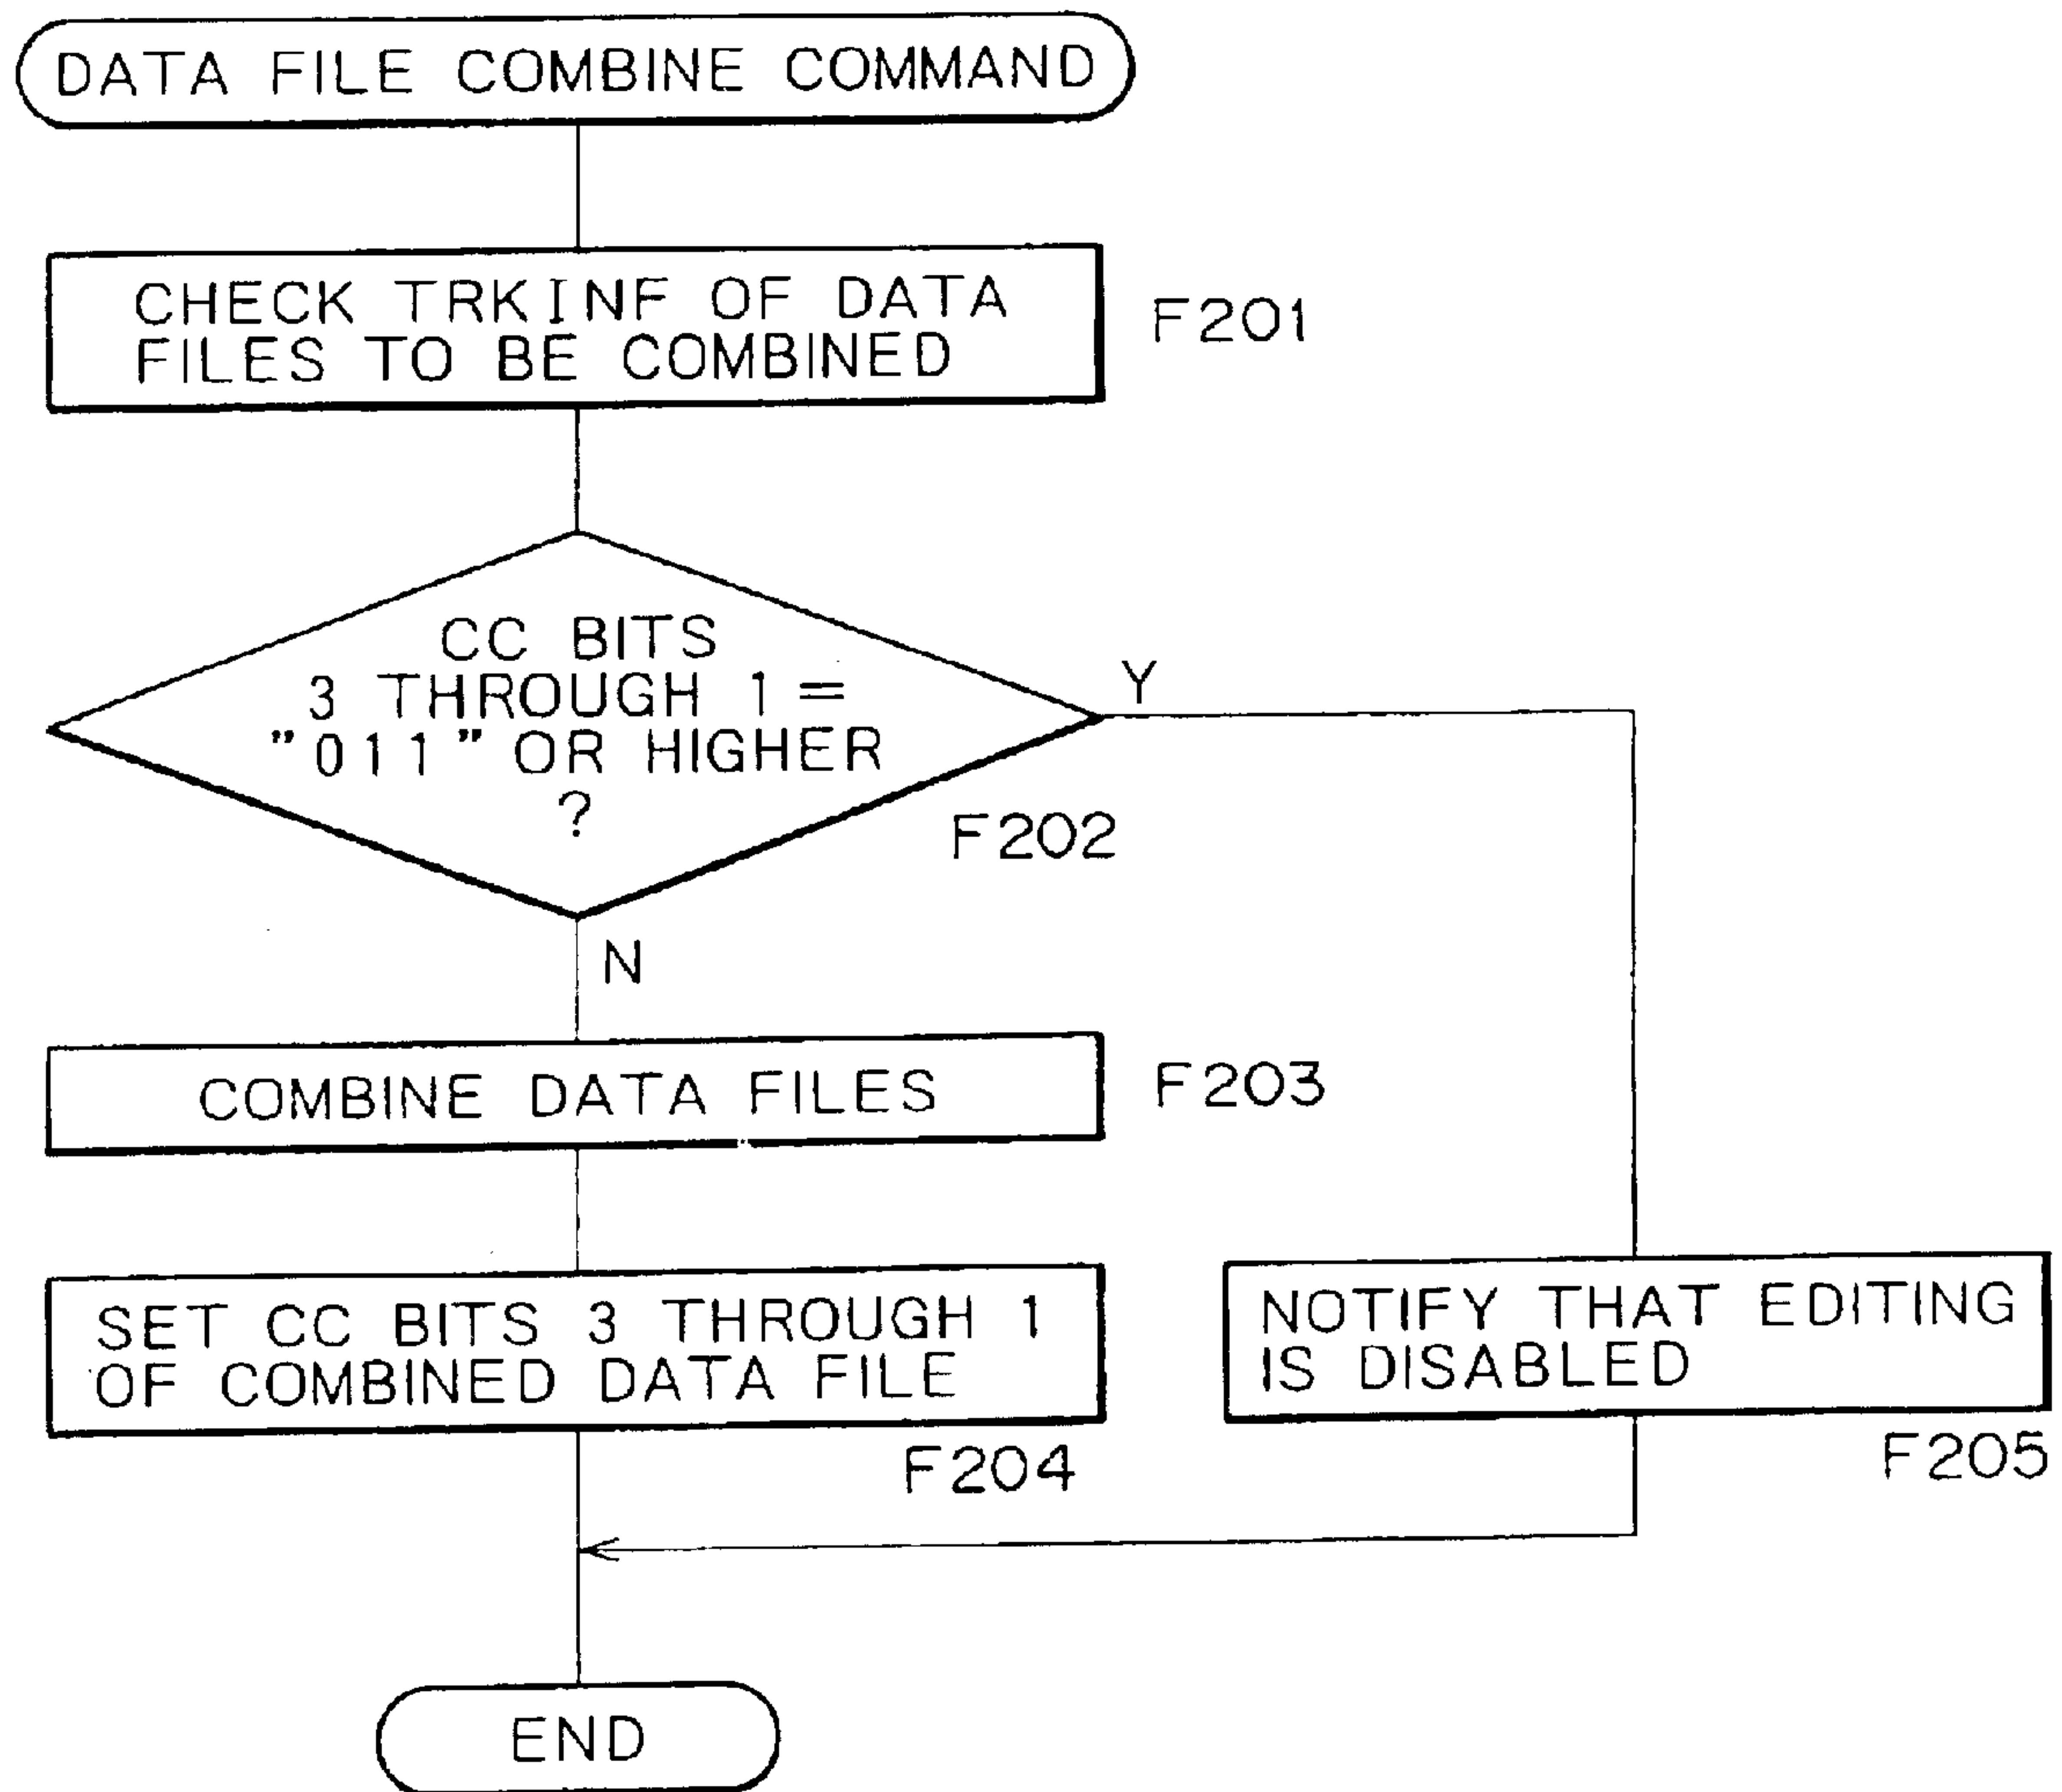 DATA FILE COMBINE COMMAND
CHECK TRKINF OF DATA
FILES TO BE COMBINED
F201
CC BITS
3 THROUGH 1 =
"011" OR HIGHER
?
Y
F202
N
COMBINE DATA FILES
F203
SET CC BITS 3 THROUGH 1
OF COMBINED DATA FILE
F204
NOTIFY THAT EDITING
IS DISABLED
F205
END